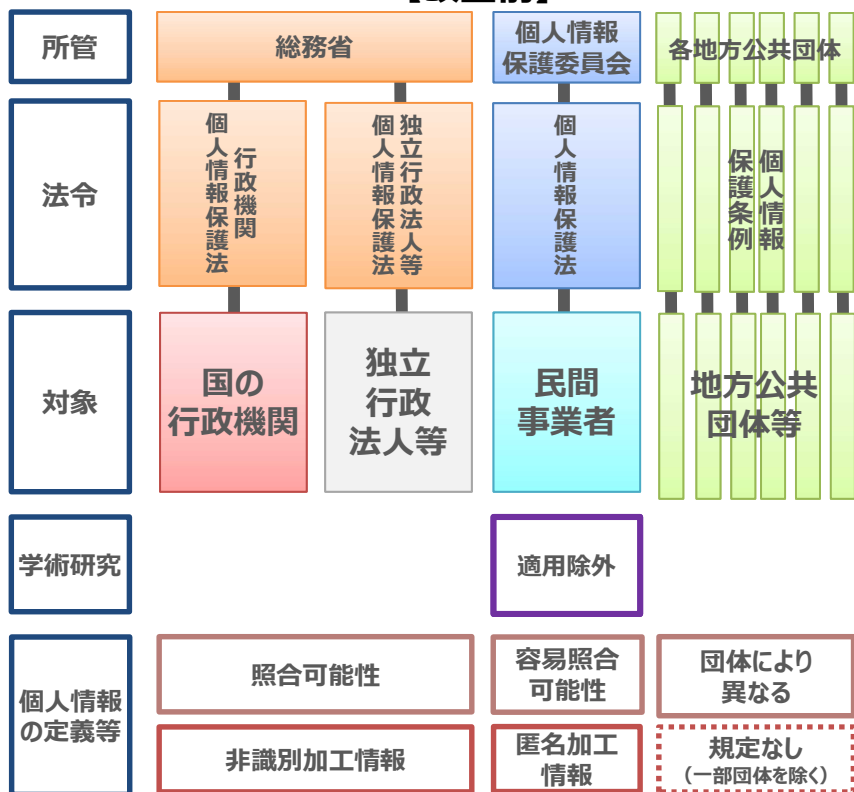 所管
総務省
個人情報
保護委員会
各地方公共団体
法令
行政機関
個人情報保護法
独立行政法人等
個人情報保護法
個人情報保護法
個人情報
保護条例
対象
国の
行政機関
独立
行政
法人等
民間
事業者
地方公共
団体等
学術研究
適用除外
個人情報
の定義等
照合可能性
容易照合
可能性
団体により
異なる
非識別加工情報
匿名加工
情報
規定なし
（一部団体を除く）